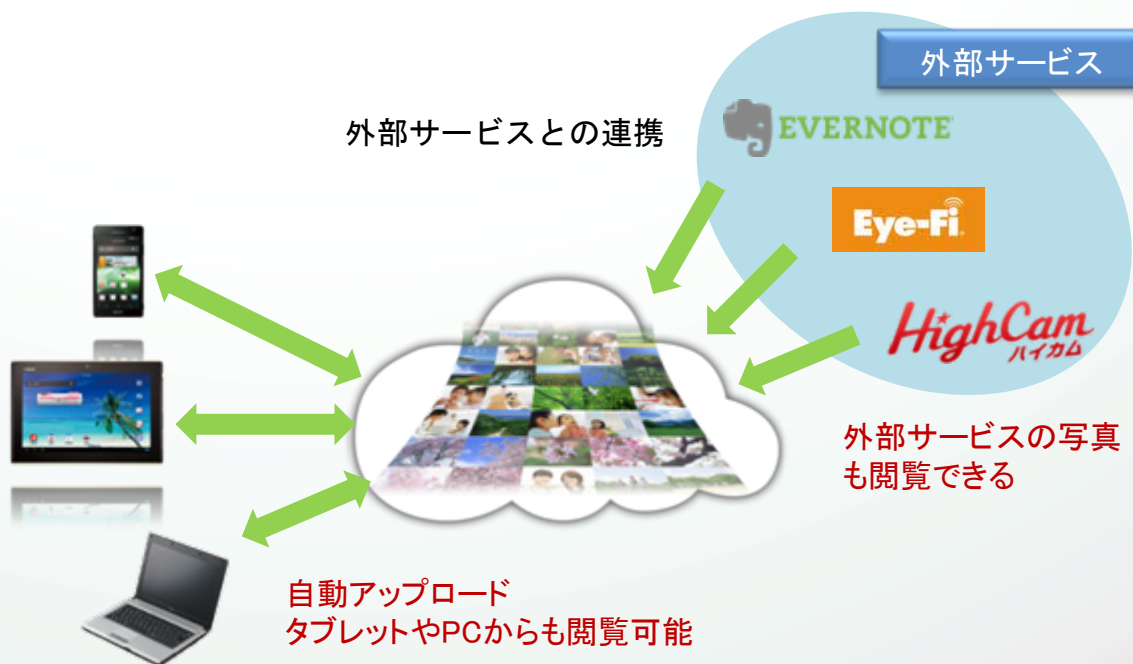 外部サービス
外部サービスとの連携
EVERNOTE
Eye-Fi
HighCam
ハイカム
外部サービスの写真
も閲覧できる
自動アップロード
タブレットやPCからも閲覧可能